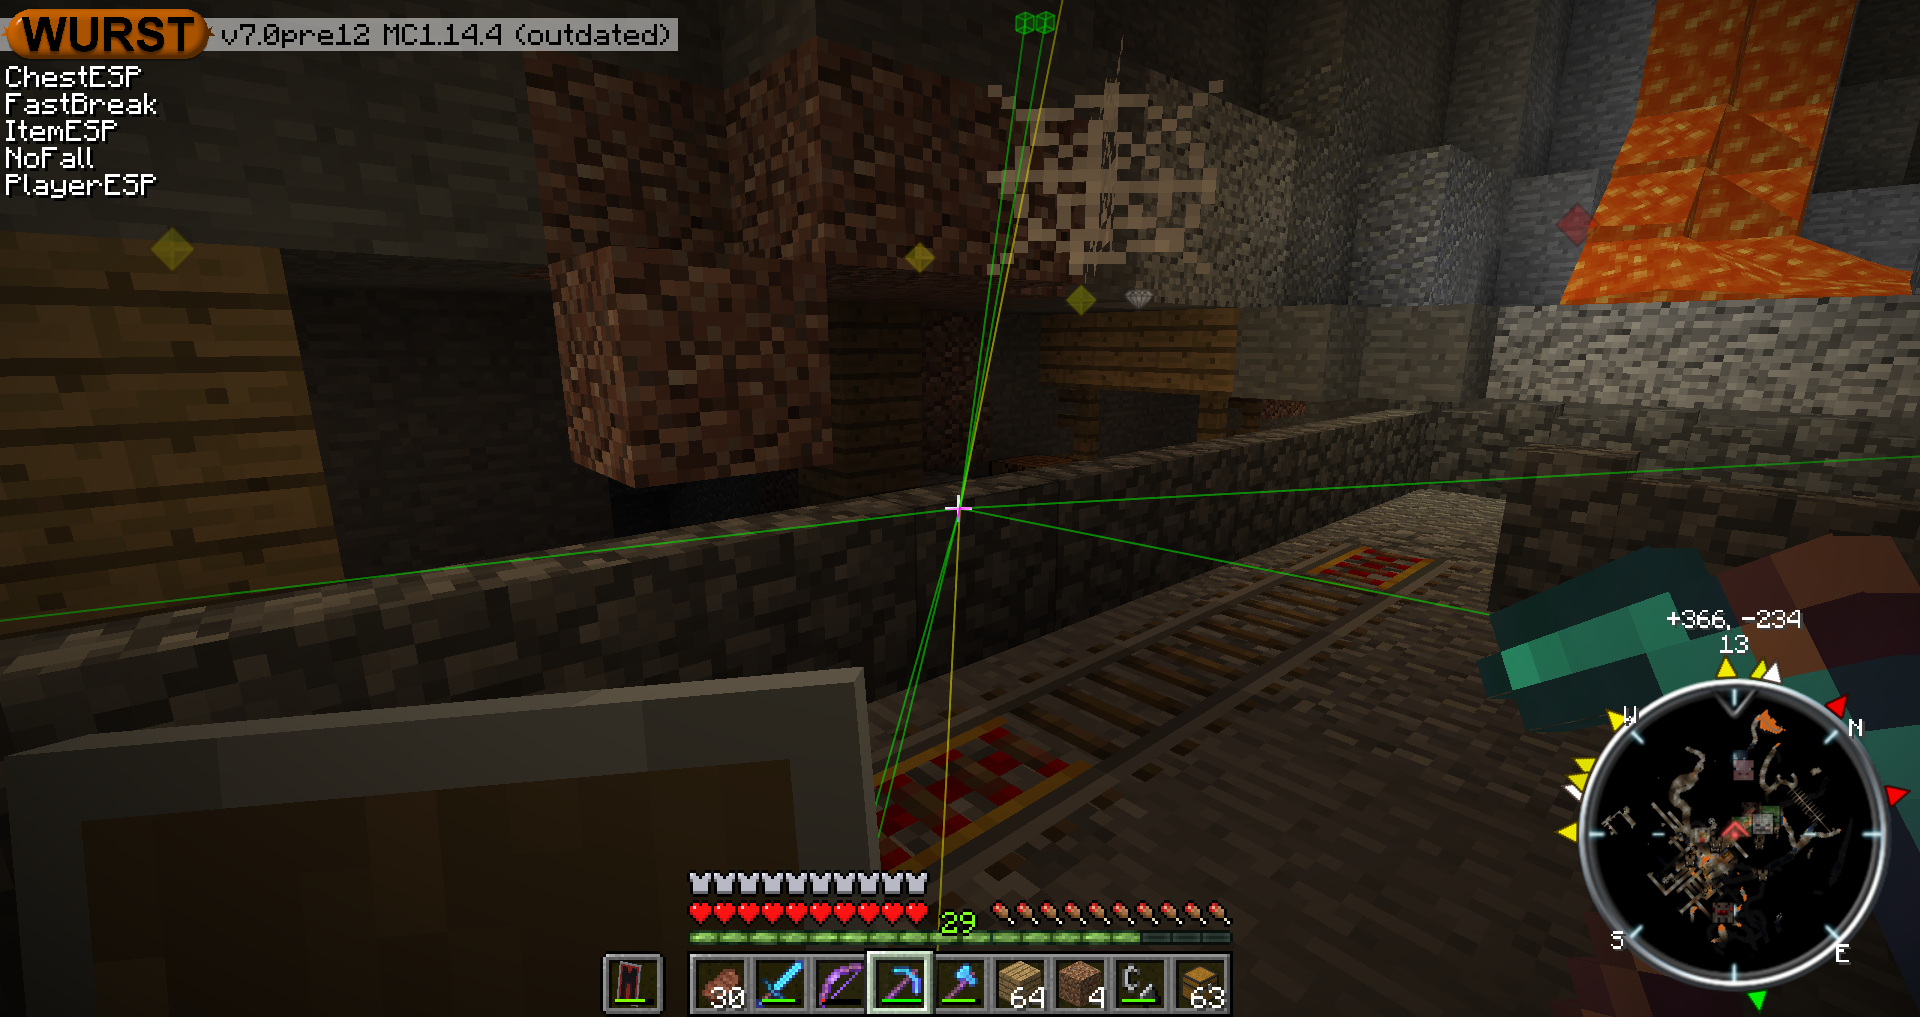 WURST v7.0pre12 MC1.14.4 (outdated)
ChestESP
FastBreak
ItemESP
NoFall
PlayerESP
+366, -234
13
W
N
S
E
29
30
64
4
63